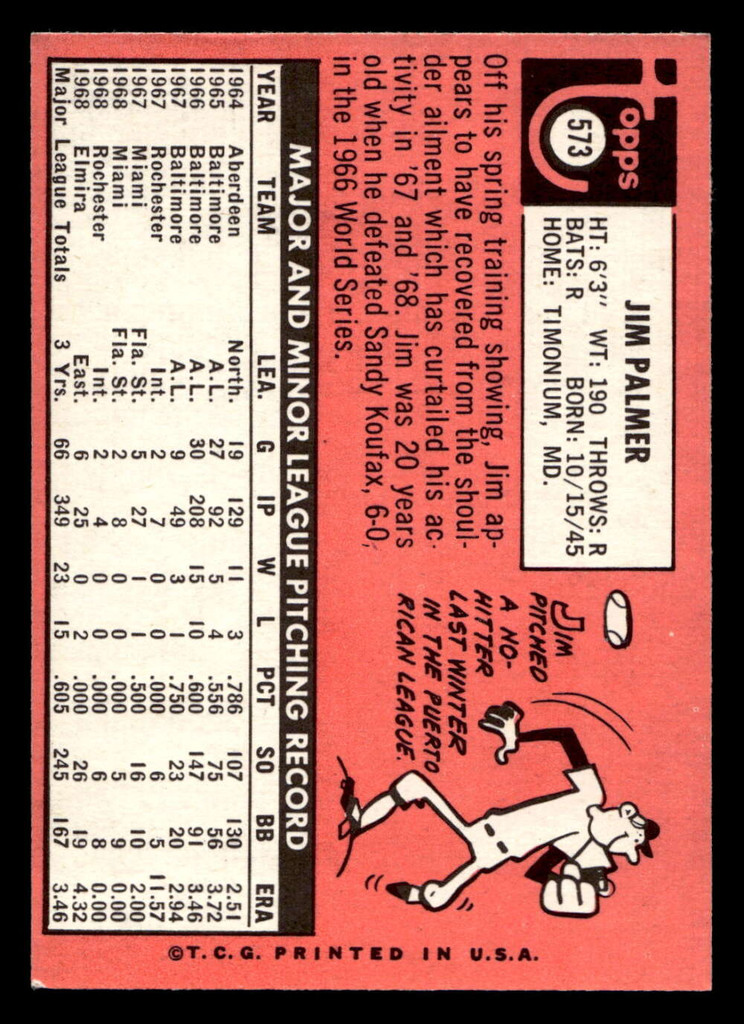 Topps
573
JIM PALMER
HT: 6'3" WT: 190 THROWS: R
BATS: R BORN: 10/15/45
HOME: TIMONIUM, MD.
Off his spring training showing, Jim ap-
pears to have recovered from the shoul-
der ailment which has curtailed his ac-
tivity in '67 and '68. Jim was 20 years
old when he defeated Sandy Koufax, 6-0,
in the 1966 World Series.
JIM
PITCHED
A NO-
HITTER
LAST WINTER
IN THE PUERTO
RICAN LEAGUE.
MAJOR AND MINOR LEAGUE PITCHING RECORD
YEAR TEAM LEA. G IP W L PCT SO BB ERA
1964 Aberdeen North. 19 129 11 3 .786 107 130 2.51
1965 Baltimore A.L. 27 92 5 4 .556 75 56 3.72
1966 Baltimore A.L. 30 208 15 10 .600 147 91 3.46
1967 Baltimore A.L. 9 49 3 1 .750 23 20 2.94
1967 Rochester Int. 2 7 0 0 .000 6 5 11.57
1967 Miami Fla. St. 5 27 1 1 .500 16 10 2.00
1968 Miami Fla. St. 2 8 0 0 .000 5 9 0.00
1968 Rochester Int. 2 4 0 0 .000 6 8 0.00
1968 Elmira East. 6 25 0 2 .000 26 19 4.32
Major League Totals 3 Yrs. 66 349 23 15 .605 245 167 3.46
©T.C.G. PRINTED IN U.S.A.